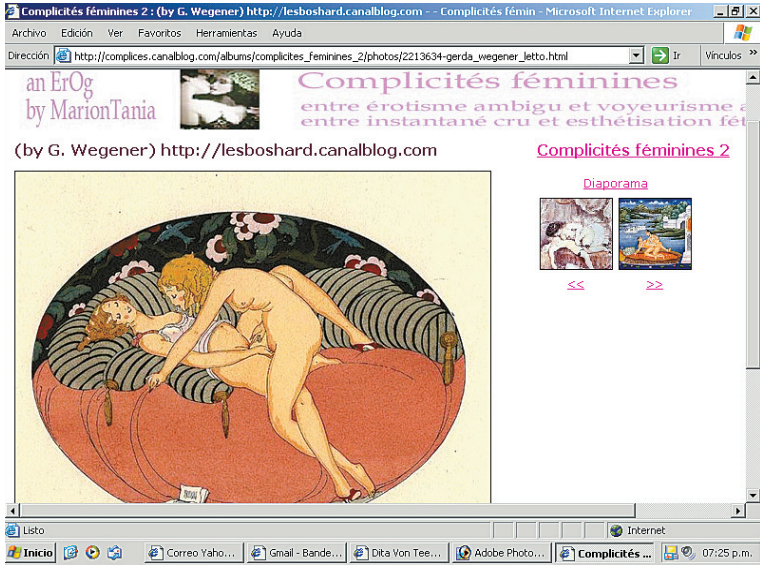 Complicités féminines 2 : (by G. Wegener) http://lesboshard.canalblog.com - - Complicités fémin - Microsoft Internet Explorer
Archivo Edición Ver Favoritos Herramientas Ayuda
Dirección http://complices.canalblog.com/albums/complicites_feminines_2/photos/2213634-gerda_wegener_letto.html Ir Vínculos »
an ErOg
by MarionTania
Complicités féminines
entre érotisme ambigu et voyeurisme a
entre instantané cru et esthétisation fét
(by G. Wegener) http://lesboshard.canalblog.com
Complicités féminines 2
Diaporama
<< >>
Listo Internet
Inicio Correo Yaho... Gmail - Bande... Dita Von Tee... Adobe Photo... Complicités ... 07:25 p.m.